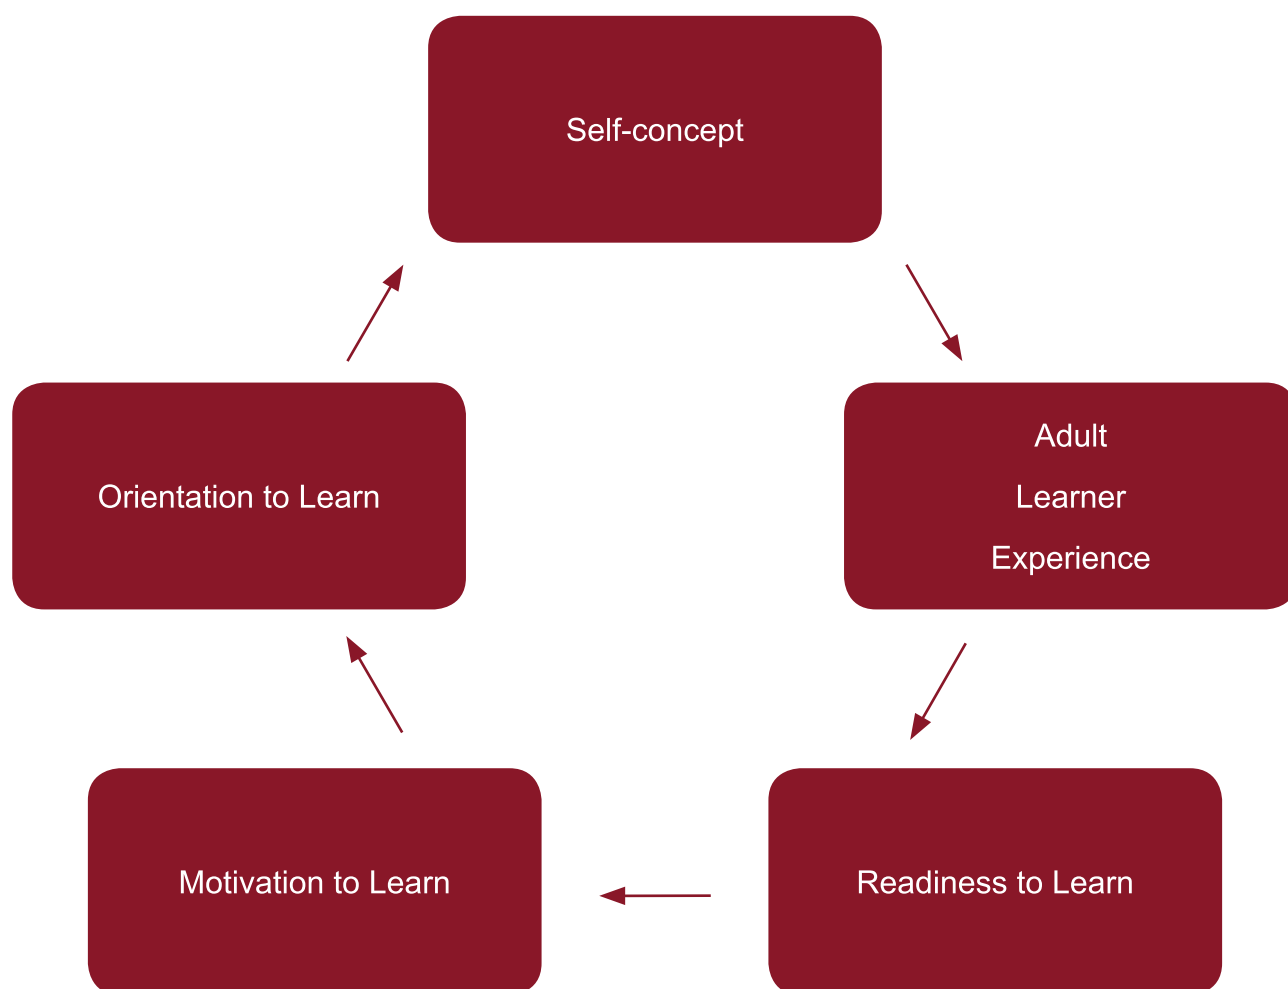 Self-concept
Adult
Learner
Experience
Orientation to Learn
Motivation to Learn
Readiness to Learn